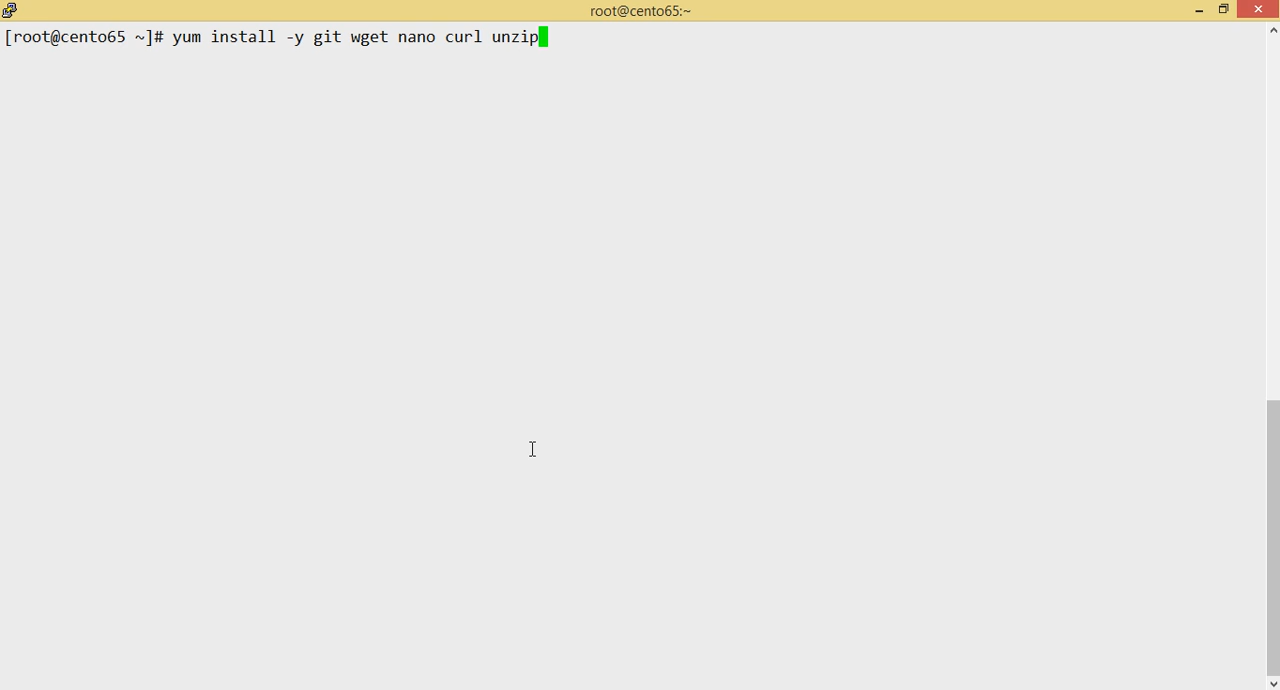 root@cento65:~
[root@cento65 ~]# yum install -y git wget nano curl unzip